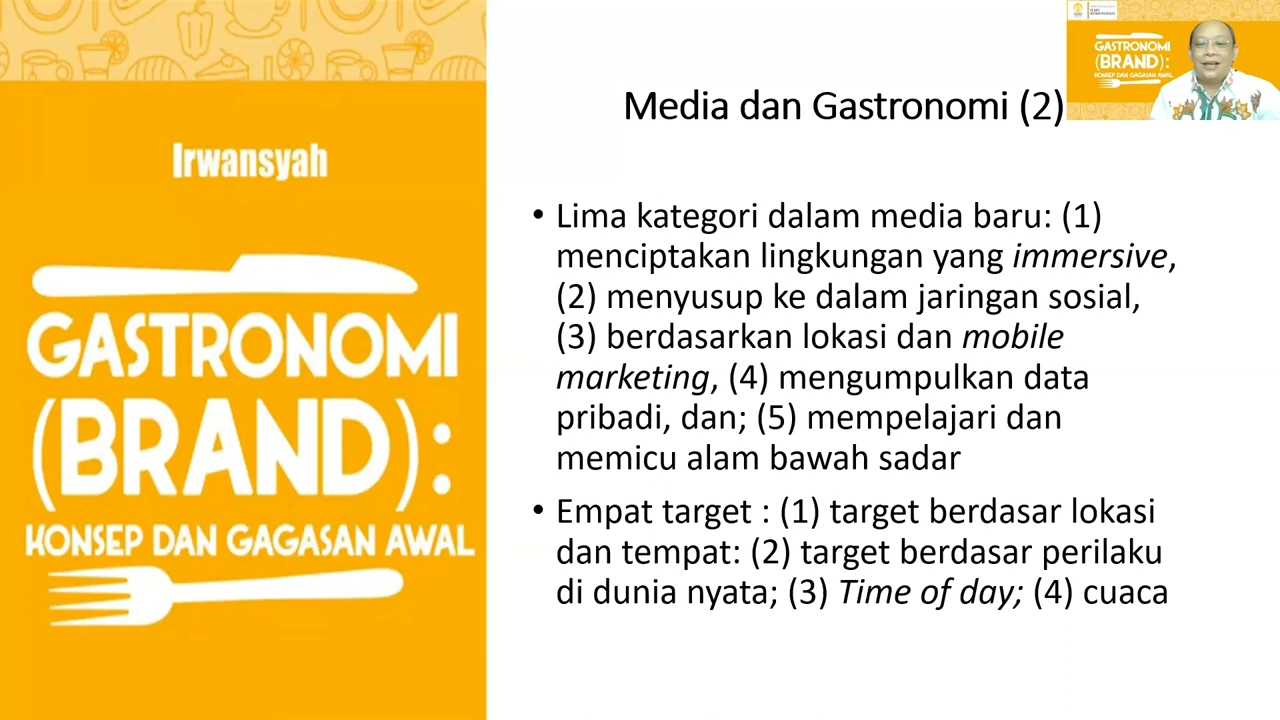 Irwansyah
GASTRONOMI
(BRAND):
KONSEP DAN GAGASAN AWAL
Media dan Gastronomi (2)
• Lima kategori dalam media baru: (1)
menciptakan lingkungan yang immersive,
(2) menyusup ke dalam jaringan sosial,
(3) berdasarkan lokasi dan mobile
marketing, (4) mengumpulkan data
pribadi, dan; (5) mempelajari dan
memicu alam bawah sadar
• Empat target : (1) target berdasar lokasi
dan tempat: (2) target berdasar perilaku
di dunia nyata; (3) Time of day; (4) cuaca
GASTRONOMI
(BRAND):
KONSEP DAN GAGASAN AWAL